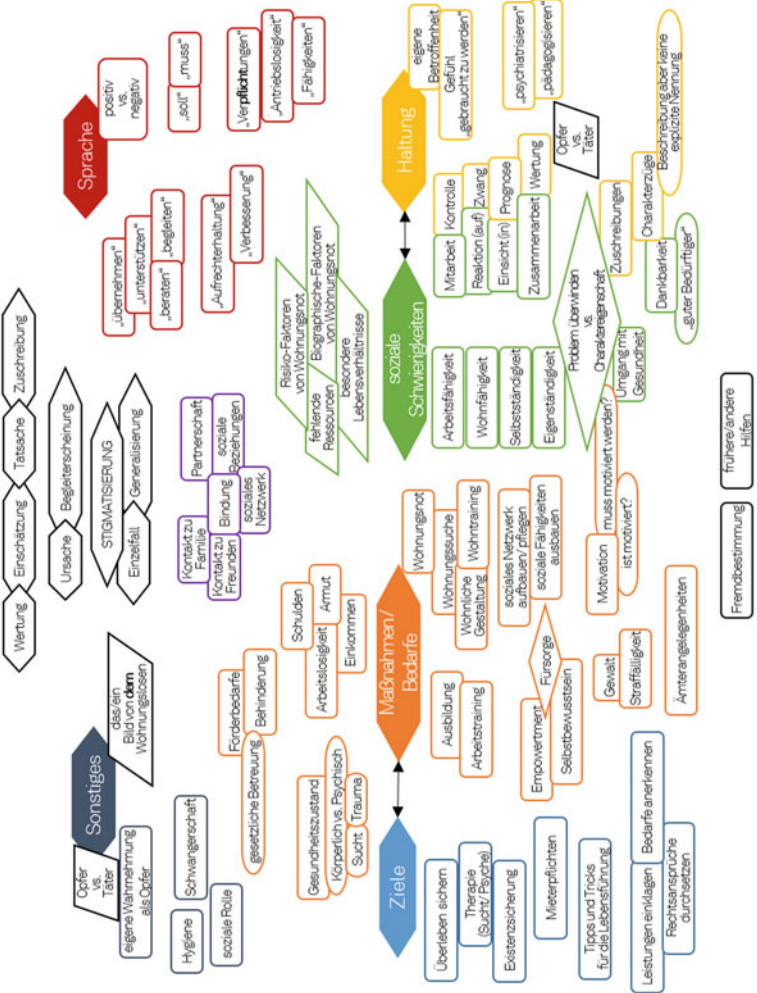 Wertung
Einschätzung
Tatsache
Zuschreibung
Ursache
Begleiterscheinung
STIGMATISIERUNG
Einzelfall
Generalisierung
Sonstiges
Opfer
vs.
Täter
das/ein
Bild von dem
Wohnungslosen
eigene Wahrnehmung
als Opfer
Hygiene
Schwangerschaft
soziale Rolle
Förderbedarfe
Behinderung
gesetzliche Betreuung
Schulden
Armut
Arbeitslosigkeit
Einkommen
Gesundheitszustand
Körperlich vs. Psychisch
Sucht
Trauma
Kontakt zu
Familie
Kontakt zu
Freunden
Partnerschaft
Bindung
soziale
Beziehungen
soziales
Netzwerk
Sprache
positiv
vs.
negativ
„übernehmen“
„unterstützen“
„beraten“
„begleiten“
„soll“
„muss“
„Aufrechterhaltung“
„Verbesserung“
„Verpflichtungen“
„Antriebslosigkeit“
„Fähigkeiten“
Risiko-Faktoren
von Wohnungsnot
Biographische-Faktoren
von Wohnungsnot
fehlende
Ressourcen
besondere
Lebensverhältnisse
Ziele
Überleben sichern
Therapie
(Sucht/ Psyche)
Existenzsicherung
Mieterpflichten
Tipps und Tricks
für die Lebensführung
Leistungen einklagen
Bedarfe anerkennen
Rechtsansprüche
durchsetzen
Maßnahmen/
Bedarfe
Ausbildung
Arbeitstraining
Wohnungsnot
Wohnungssuche
Wohnliche
Gestaltung
Wohntraining
Empowertment
Fürsorge
Selbstbewusstsein
soziales Netzwerk
aufbauen/ pflegen
soziale Fähigkeiten
ausbauen
Gewalt
Straffälligkeit
Motivation
muss motiviert werden?
ist motiviert?
Ämterangelegenheiten
soziale
Schwierigkeiten
Arbeitsfähigkeit
Wohnfähigkeit
Selbstständigkeit
Eigenständigkeit
Mitarbeit
Reaktion (auf)
Einsicht (in)
Zusammenarbeit
Problem überwinden
vs.
Charaktereigenschaft
Umgang mit
Gesundheit
Dankbarkeit
„guter Bedürftiger“
Haltung
eigene
Betroffenheit
Gefühl
„gebraucht zu werden“
Kontrolle
Zwang
Prognose
Wertung
„psychiatrisieren“
„pädagogisieren“
Opfer
vs.
Täter
Zuschreibungen
Charakterzüge
Beschreibung aber keine
explizite Nennung
Fremdbestimmung
frühere/andere
Hilfen